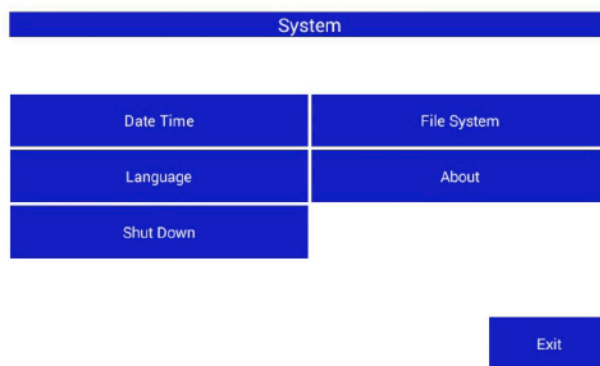 System
Date Time
File System
Language
About
Shut Down
Exit